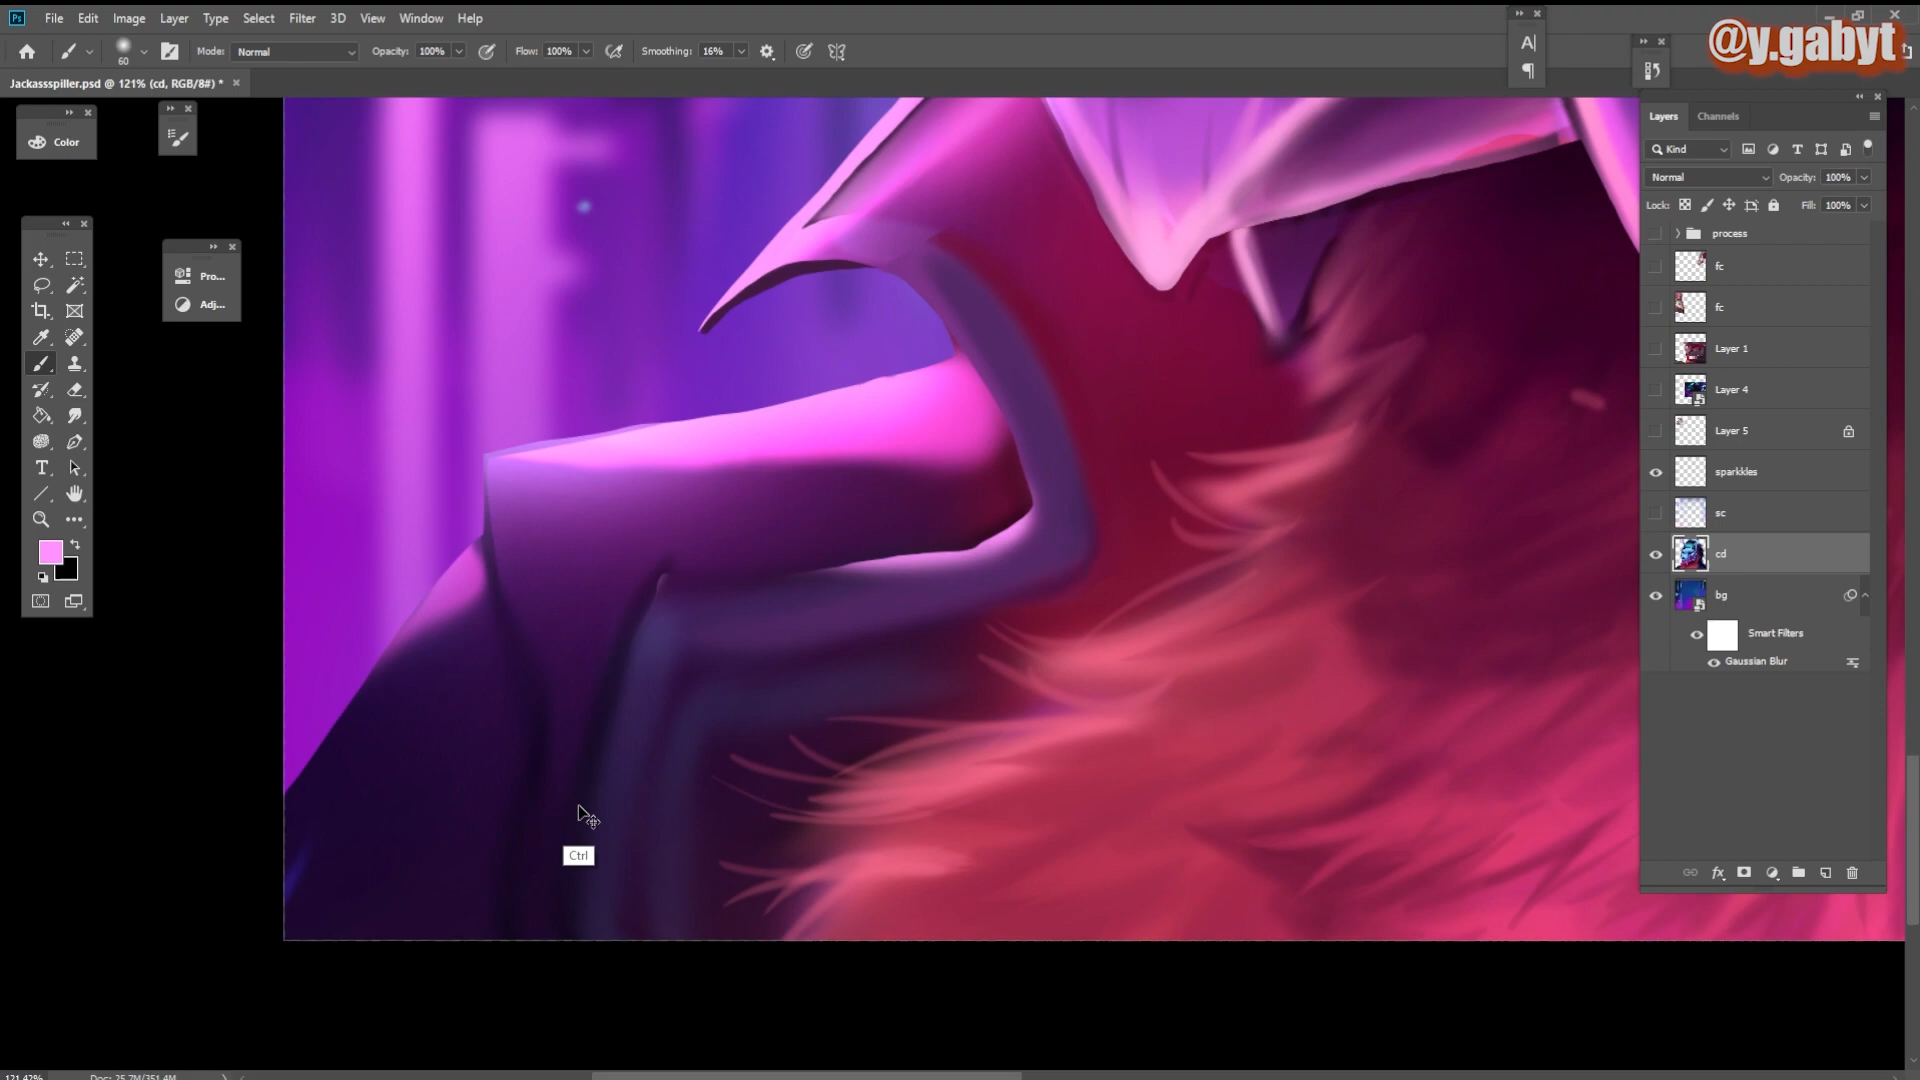 Ps File Edit Image Layer Type Select Filter 3D View Window Help
60 Mode: Normal Opacity: 100% Flow: 100% Smoothing: 16%
@y.gabyt
Jackassspiller.psd @ 121% (cd, RGB/8#) *
Color
Pro...
Adj...
Layers Channels
Kind
Normal Opacity: 100%
Lock: Fill: 100%
process
fc
fc
Layer 1
Layer 4
Layer 5
sparkkles
sc
cd
bg
Smart Filters
Gaussian Blur
Ctrl
121.42% Doc: 25.7M/351.4M